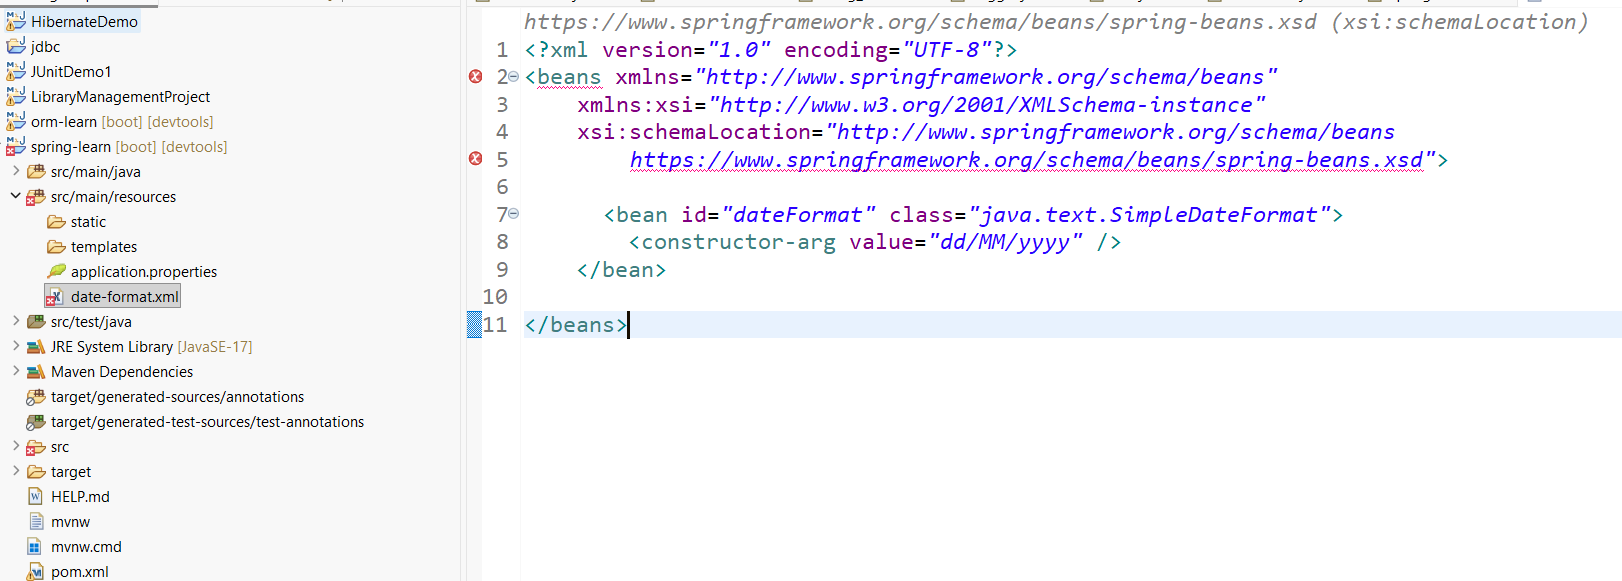 HibernateDemo
jdbc
JUnitDemo1
LibraryManagementProject
orm-learn [boot] [devtools]
spring-learn [boot] [devtools]
src/main/java
src/main/resources
static
templates
application.properties
date-format.xml
src/test/java
JRE System Library [JavaSE-17]
Maven Dependencies
target/generated-sources/annotations
target/generated-test-sources/test-annotations
src
target
HELP.md
mvnw
mvnw.cmd
pom.xml
https://www.springframework.org/schema/beans/spring-beans.xsd (xsi:schemaLocation)
1 <?xml version="1.0" encoding="UTF-8"?>
2 <beans xmlns="http://www.springframework.org/schema/beans"
3 xmlns:xsi="http://www.w3.org/2001/XMLSchema-instance"
4 xsi:schemaLocation="http://www.springframework.org/schema/beans
5 https://www.springframework.org/schema/beans/spring-beans.xsd">
6
7 <bean id="dateFormat" class="java.text.SimpleDateFormat">
8 <constructor-arg value="dd/MM/yyyy" />
9 </bean>
10
11 </beans>